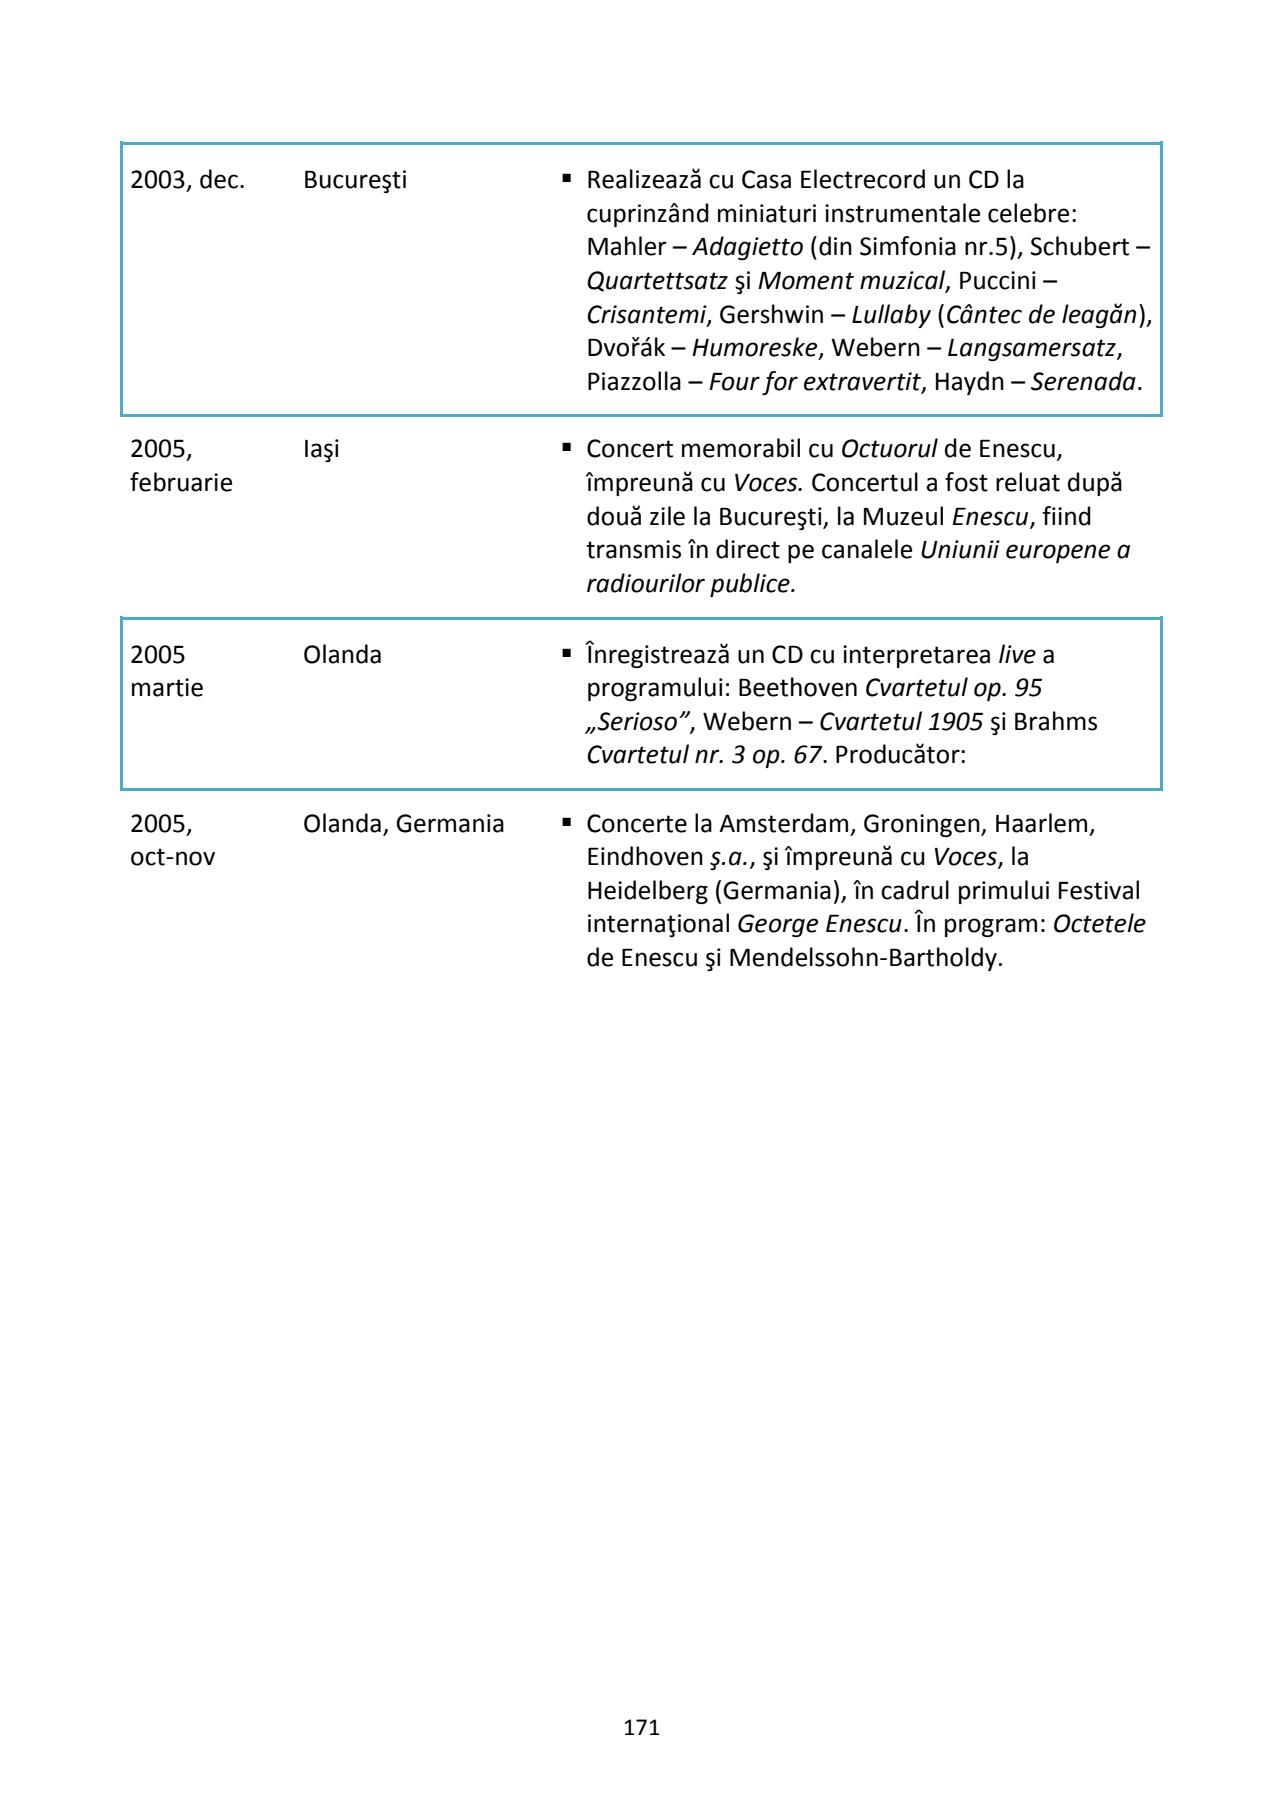 2003, dec. Bucureşti ▪ Realizează cu Casa Electrecord un CD la
cuprinzând miniaturi instrumentale celebre:
Mahler – Adagietto (din Simfonia nr.5), Schubert –
Quartettsatz şi Moment muzical, Puccini –
Crisantemi, Gershwin – Lullaby (Cântec de leagăn),
Dvořák – Humoreske, Webern – Langsamersatz,
Piazzolla – Four for extravertit, Haydn – Serenada.
2005, Iaşi ▪ Concert memorabil cu Octuorul de Enescu,
februarie împreună cu Voces. Concertul a fost reluat după
două zile la Bucureşti, la Muzeul Enescu, fiind
transmis în direct pe canalele Uniunii europene a
radiourilor publice.
2005 Olanda ▪ Înregistrează un CD cu interpretarea live a
martie programului: Beethoven Cvartetul op. 95
„Serioso”, Webern – Cvartetul 1905 şi Brahms
Cvartetul nr. 3 op. 67. Producător:
2005, Olanda, Germania ▪ Concerte la Amsterdam, Groningen, Haarlem,
oct-nov Eindhoven ş.a., şi împreună cu Voces, la
Heidelberg (Germania), în cadrul primului Festival
internaţional George Enescu. În program: Octetele
de Enescu şi Mendelssohn-Bartholdy.
171